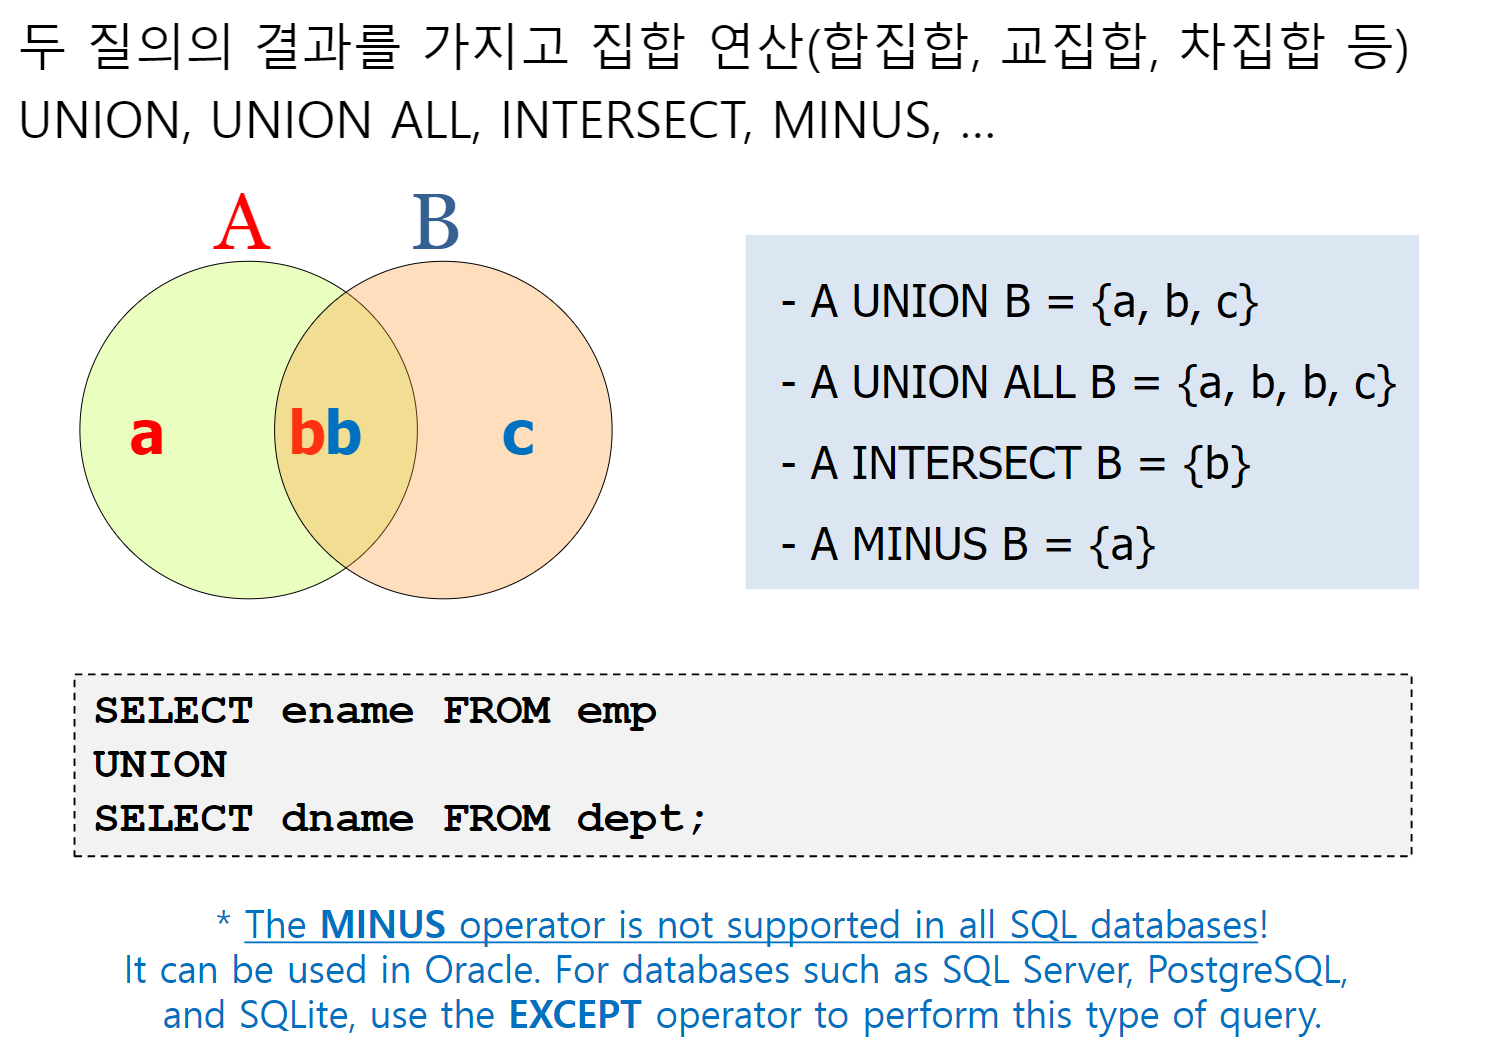 두 질의의 결과를 가지고 집합 연산(합집합, 교집합, 차집합 등)
UNION, UNION ALL, INTERSECT, MINUS, ...
A B
a bb c
- A UNION B = {a, b, c}
- A UNION ALL B = {a, b, b, c}
- A INTERSECT B = {b}
- A MINUS B = {a}
SELECT ename FROM emp
UNION
SELECT dname FROM dept;
* The MINUS operator is not supported in all SQL databases!
It can be used in Oracle. For databases such as SQL Server, PostgreSQL,
and SQLite, use the EXCEPT operator to perform this type of query.